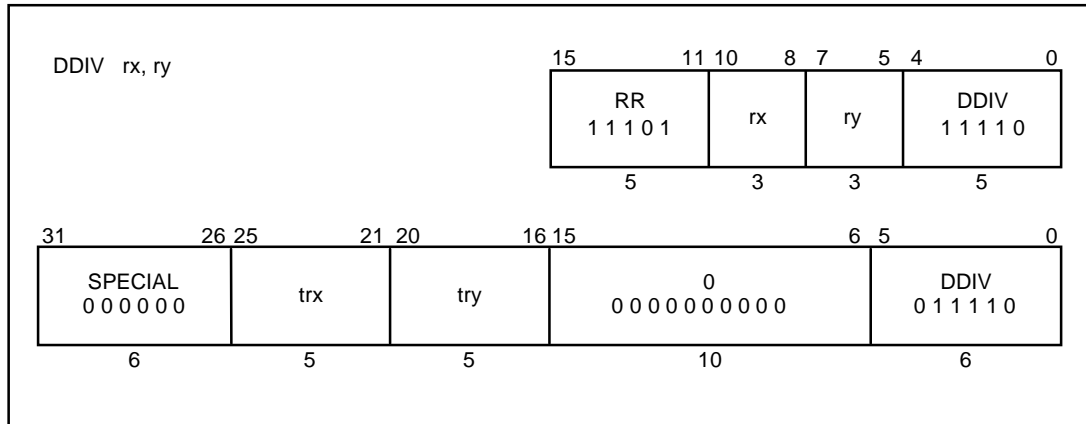 DDIV rx, ry
15 11 10 8 7 5 4 0
RR rx ry DDIV
1 1 1 0 1 1 1 1 1 0
5 3 3 5
31 26 25 21 20 16 15 6 5 0
SPECIAL trx try 0 DDIV
0 0 0 0 0 0 0 0 0 0 0 0 0 0 0 0 0 1 1 1 1 0
6 5 5 10 6